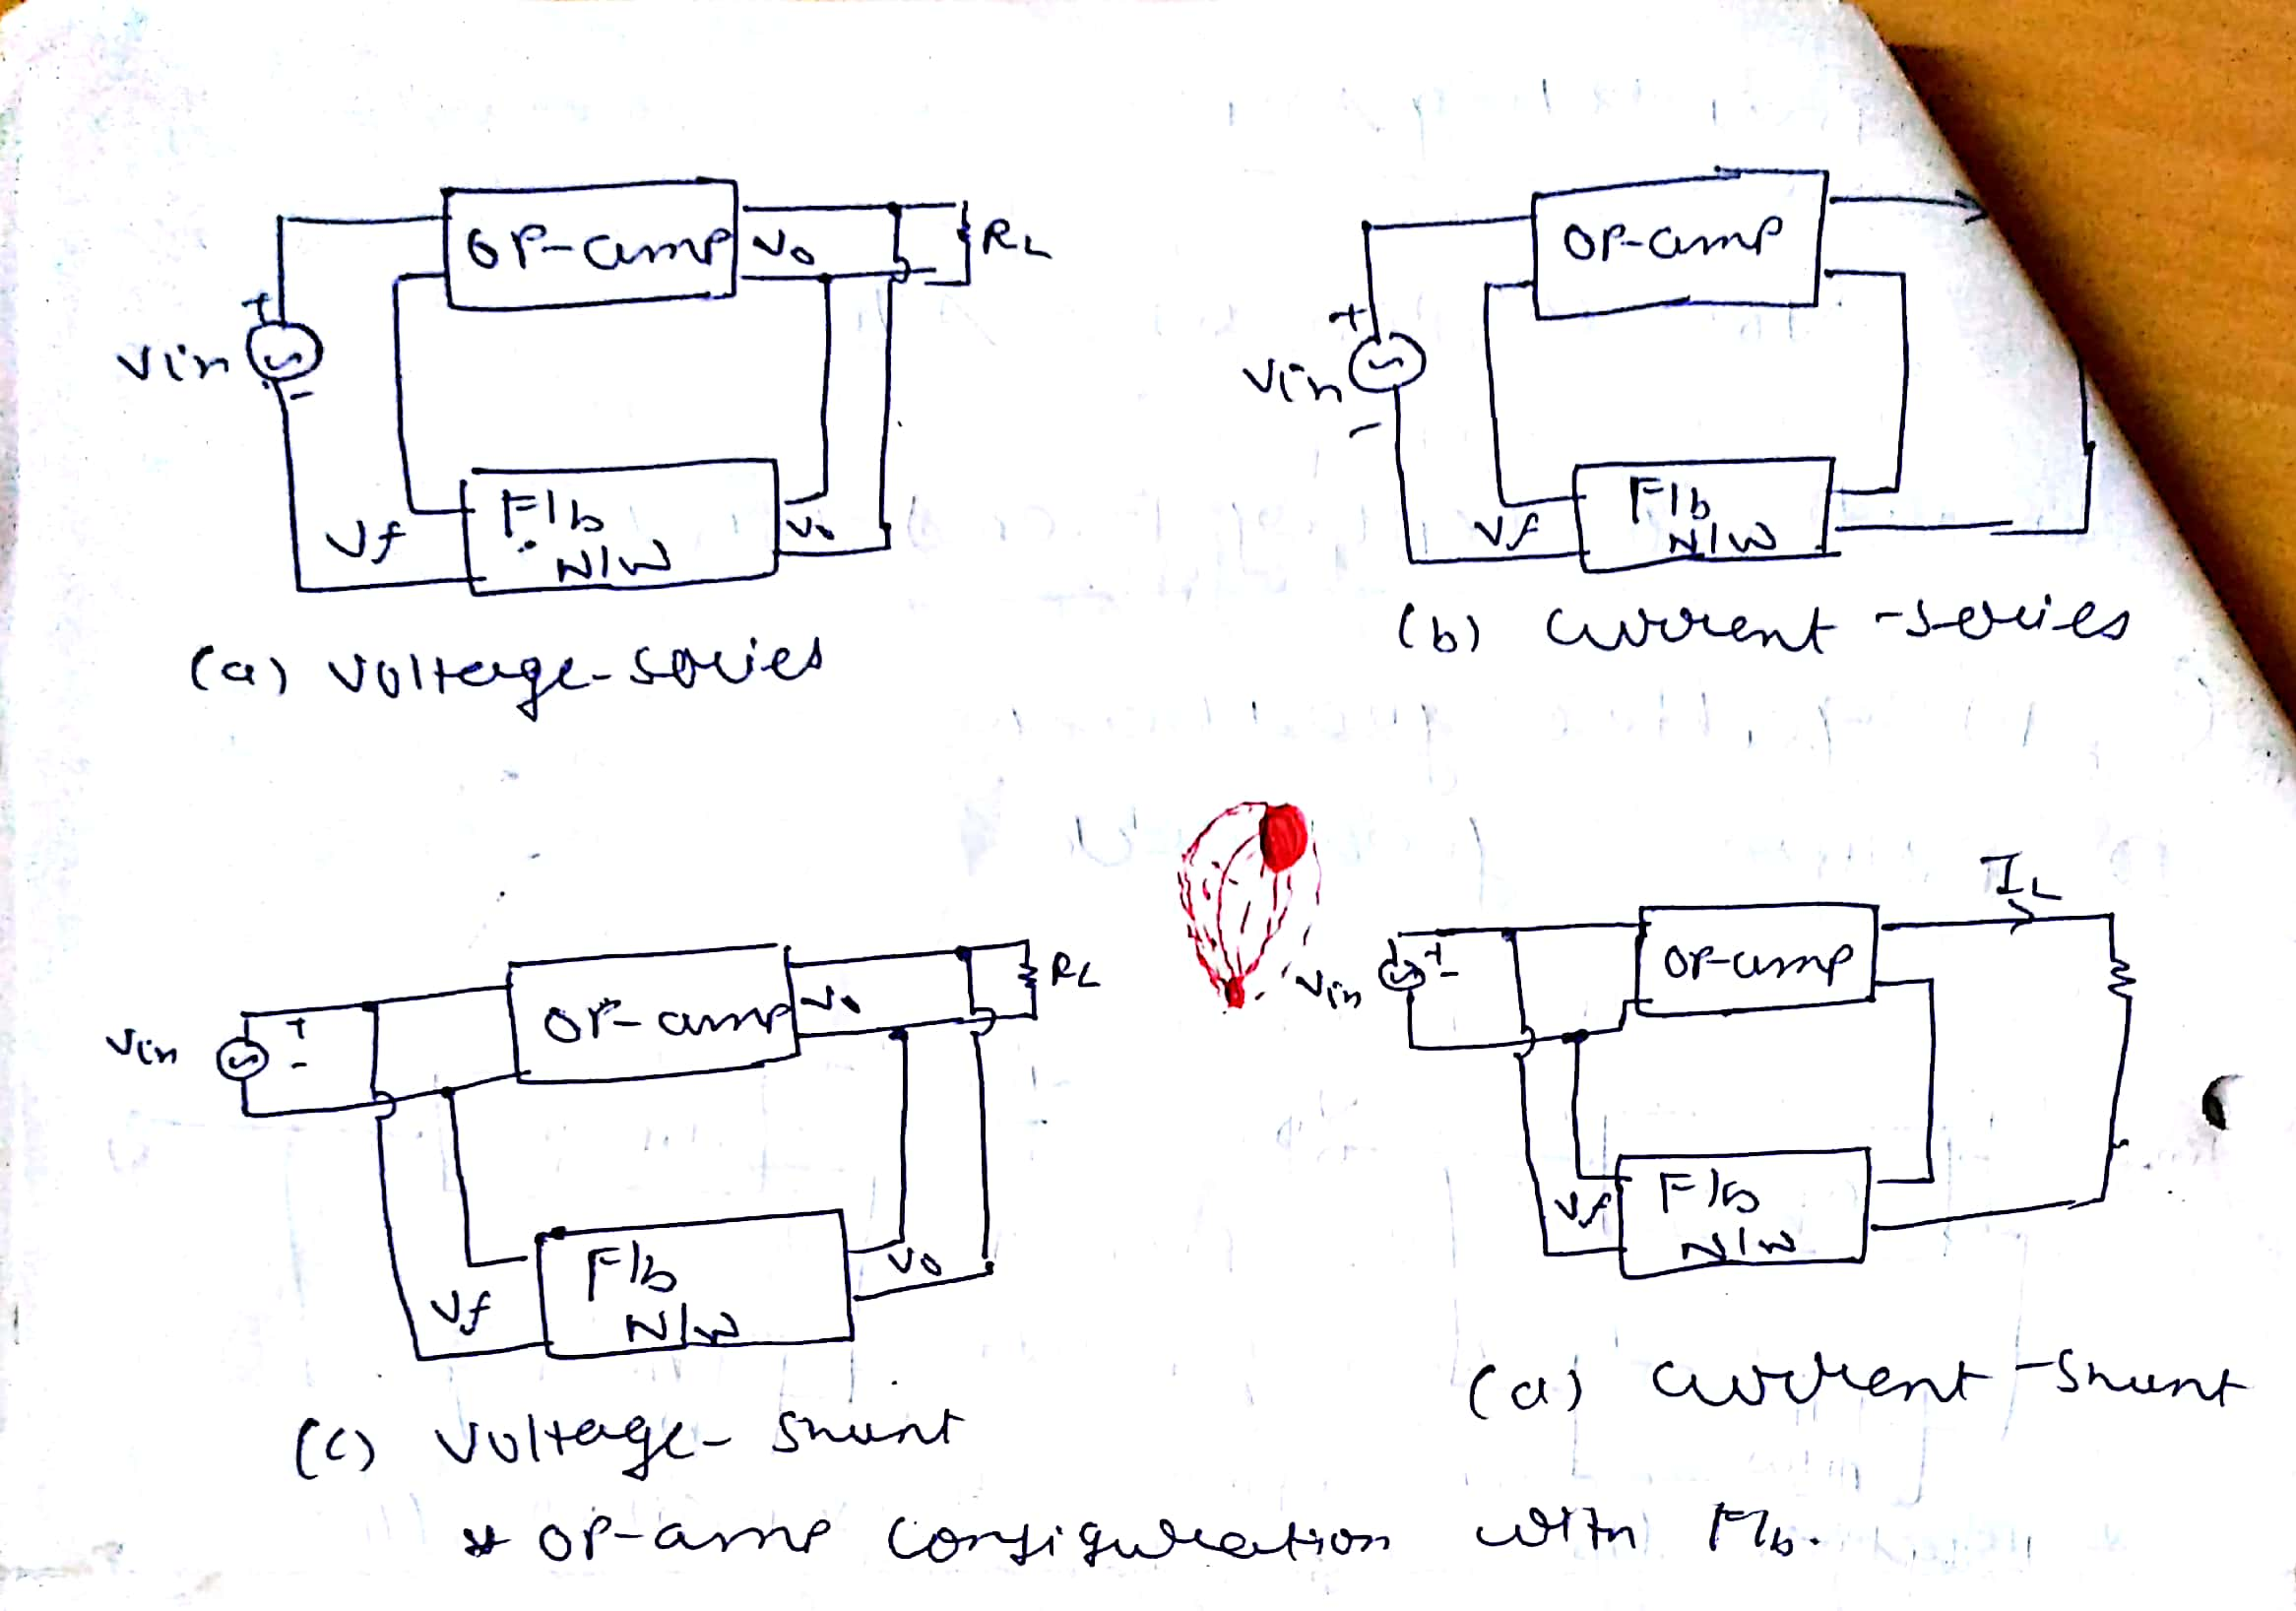 OP-amp Vo RL
+
Vin
-
Vf F/b Vo
N/W
(a) Voltage-series
OP-amp
+
Vin
-
Vf F/b
N/W
(b) Current-series
OP-amp Vo RL
Vin +
-
Vf F/b Vo
N/W
(c) Voltage-shunt
IL
OP-amp
Vin +
-
Vf F/b
N/W
(a) Current-shunt
* OP-amp configuration with F/b.